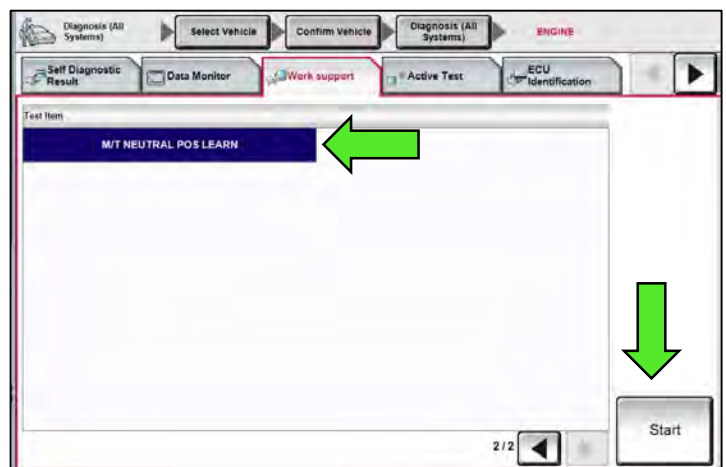 Diagnosis (All Systems)
Select Vehicle
Confirm Vehicle
Diagnosis (All Systems)
ENGINE
Self Diagnostic Result
Data Monitor
Work support
Active Test
ECU Identification
Test Item
M/T NEUTRAL POS LEARN
Start
2/2